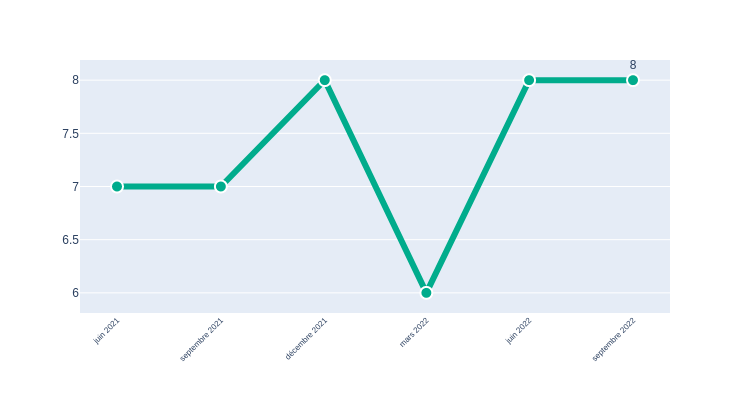 8
8
7.5
7
6.5
6
juin 2021
septembre 2021
décembre 2021
mars 2022
juin 2022
septembre 2022